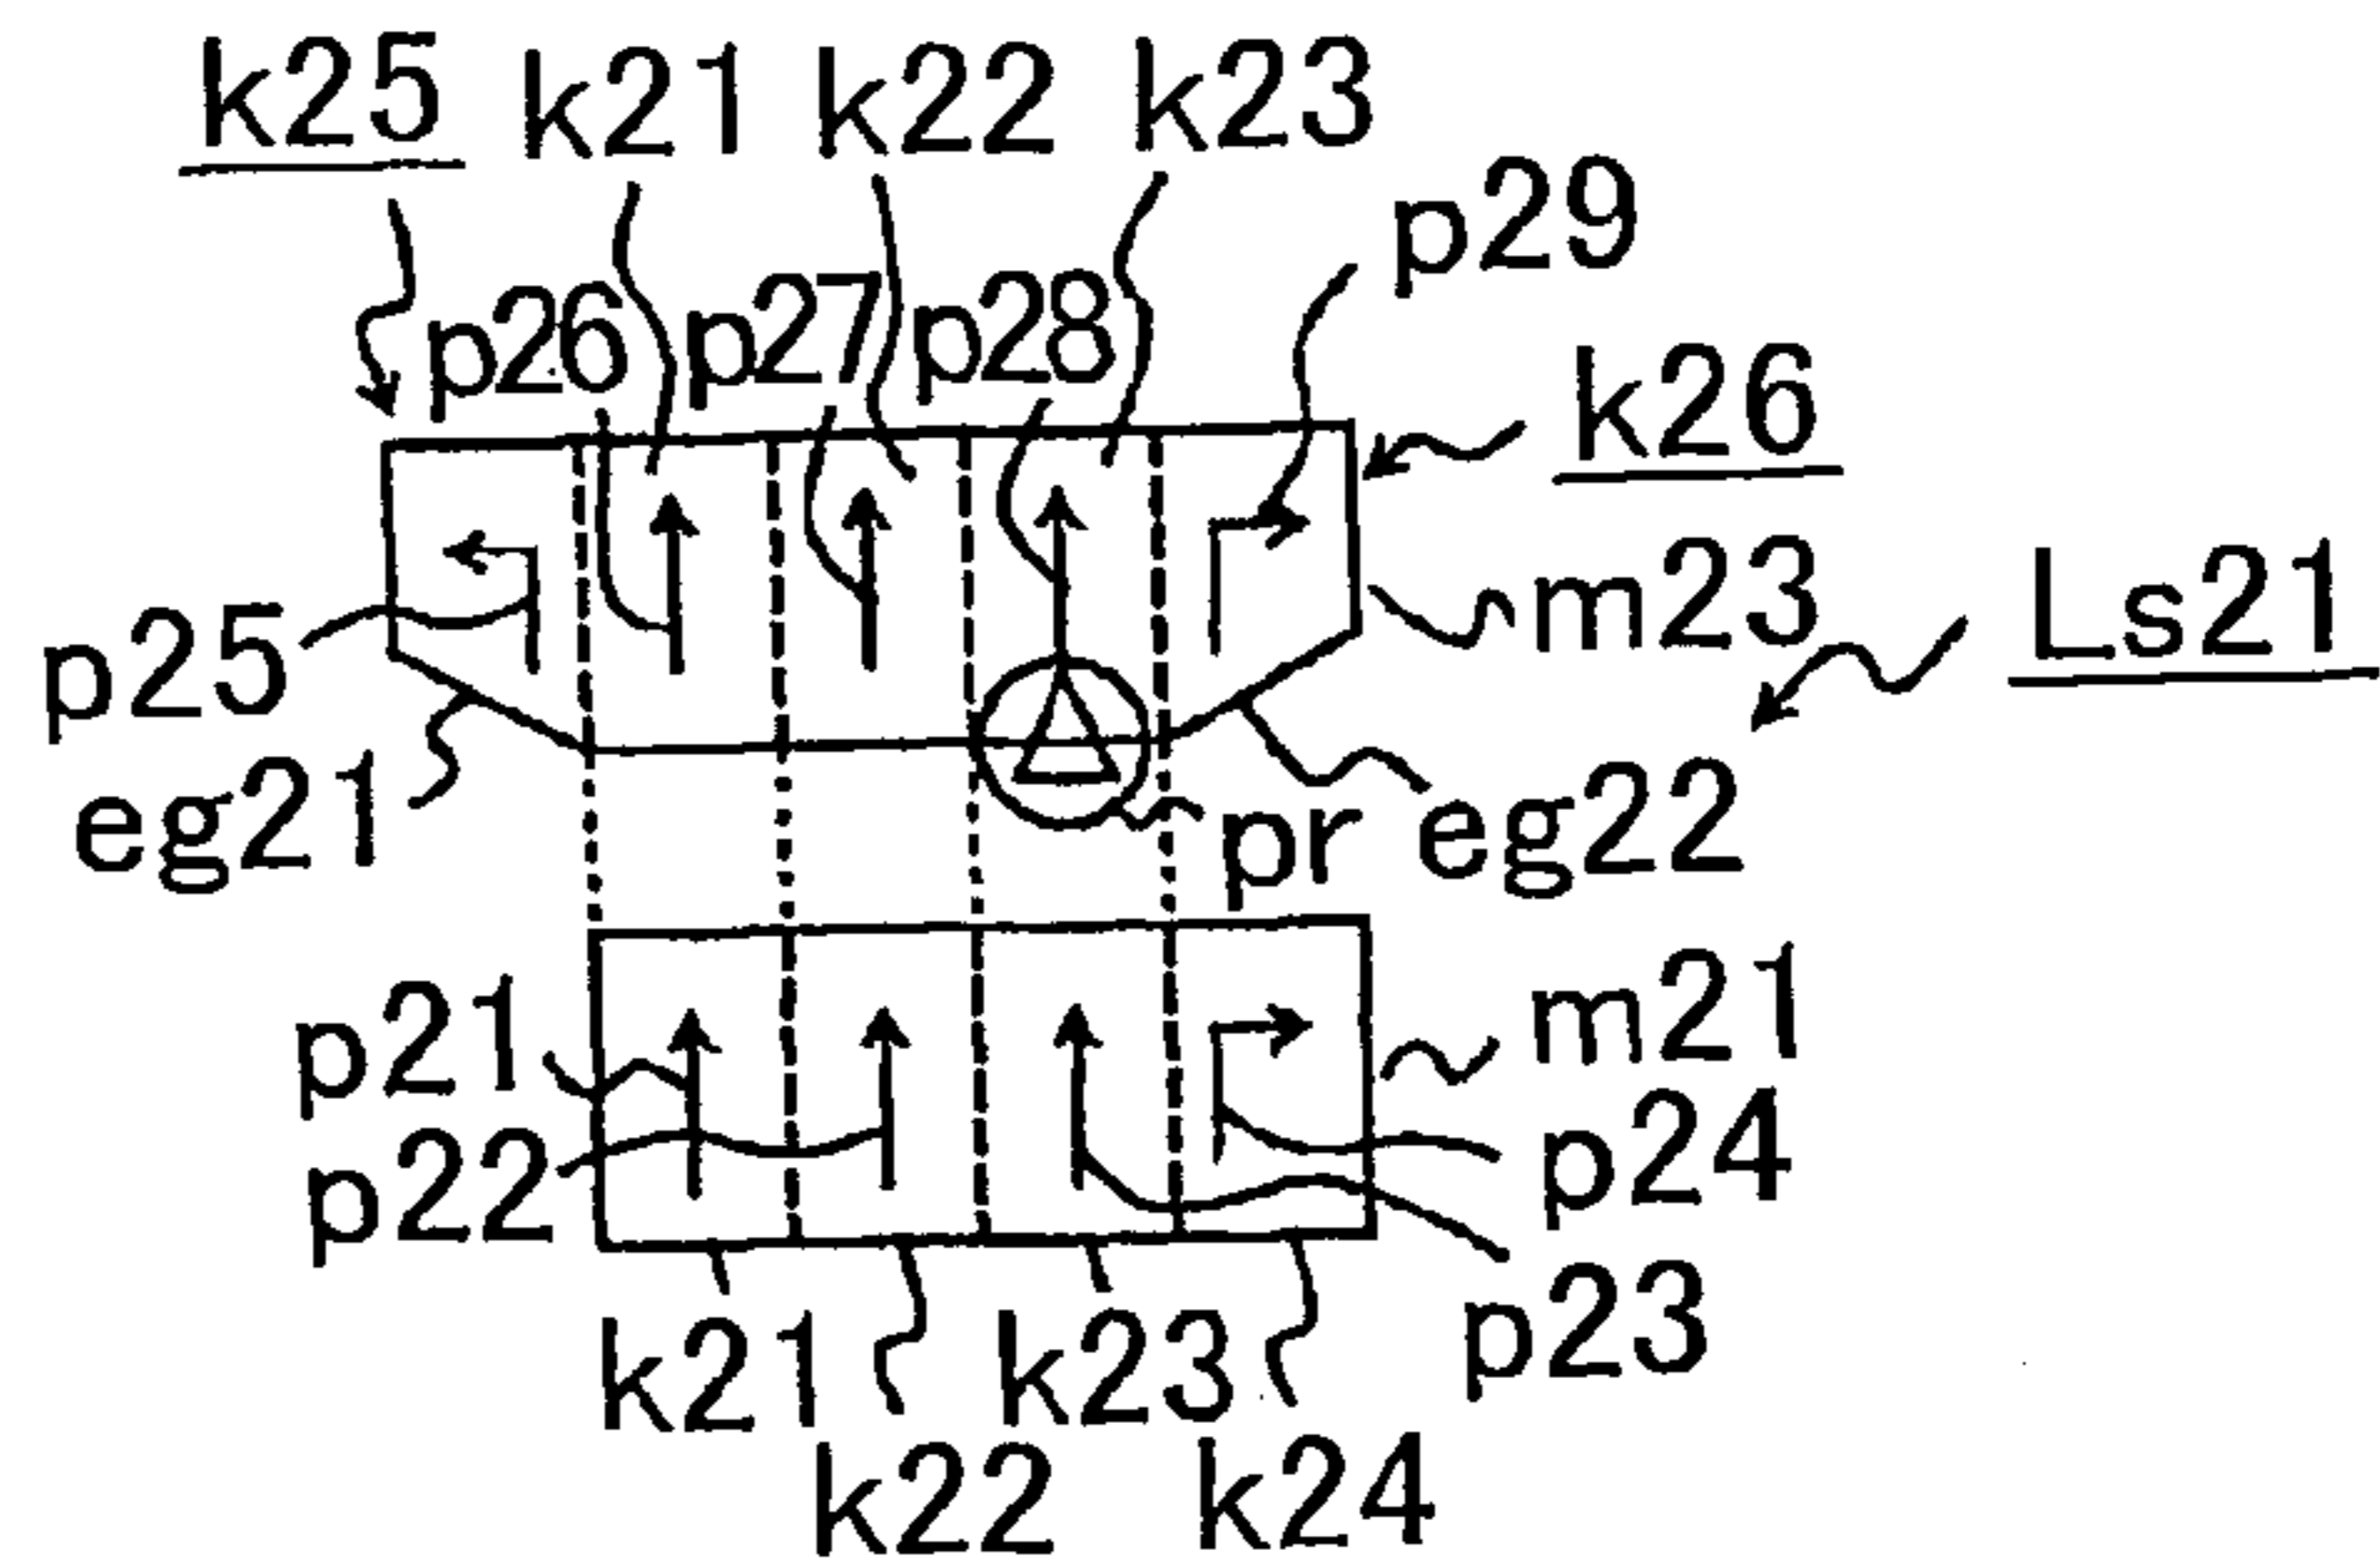 k25 k21 k22 k23
p29
p26 p27 p28
k26
m23 Ls21
p25
eg21 pr eg22
p21 m21
p22 p24
p23
k21 k23
k22 k24